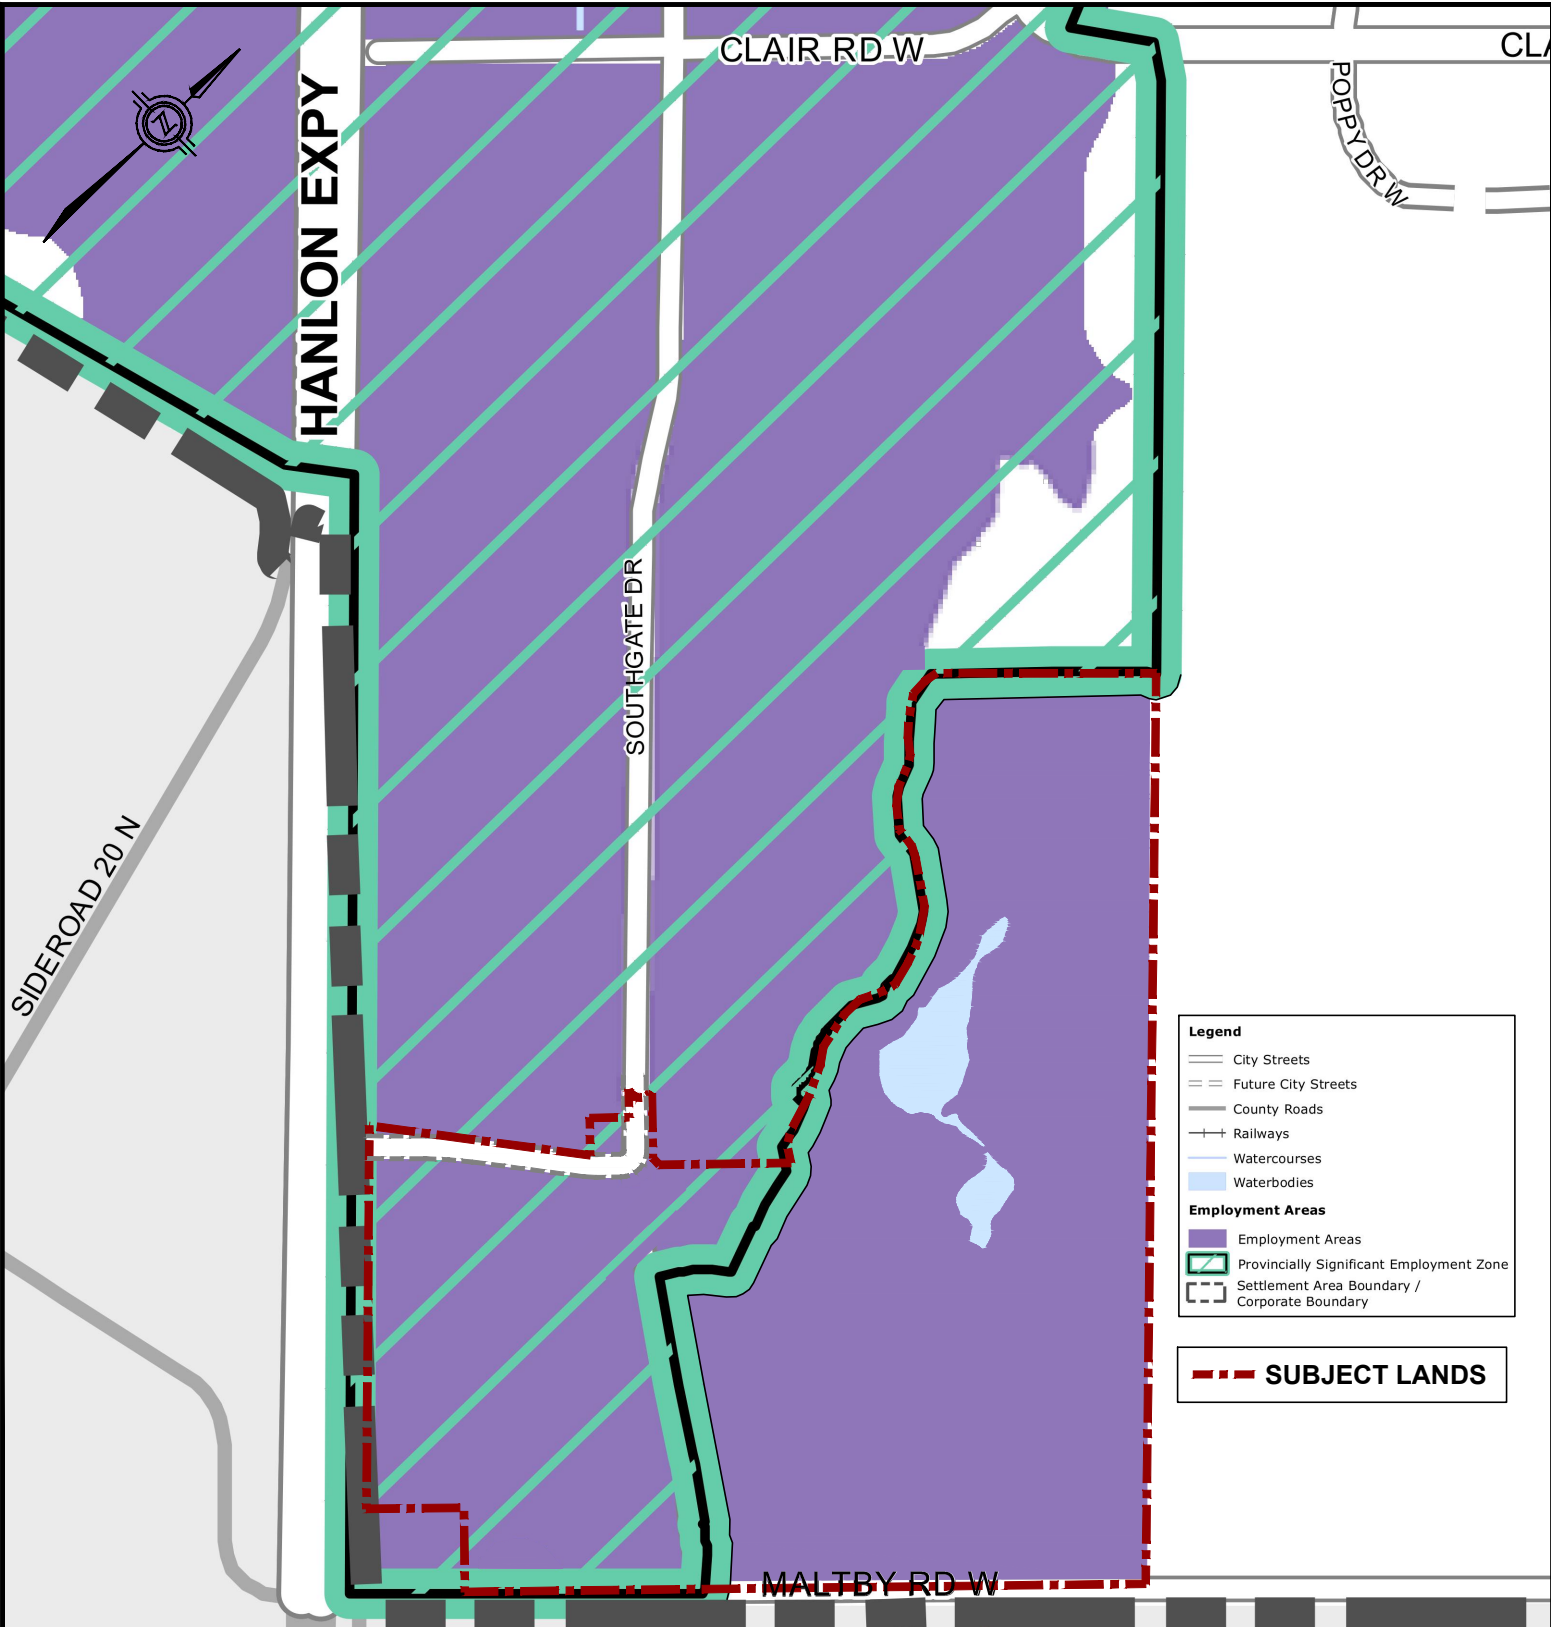 CLAIR RD W
CLA
POPPY DR W
HANLON EXPY
Z
SOUTHGATE DR
SIDEROAD 20 N
MALTBY RD W
Legend
City Streets
Future City Streets
County Roads
Railways
Watercourses
Waterbodies
Employment Areas
Employment Areas
Provincially Significant Employment Zone
Settlement Area Boundary /
Corporate Boundary
SUBJECT LANDS